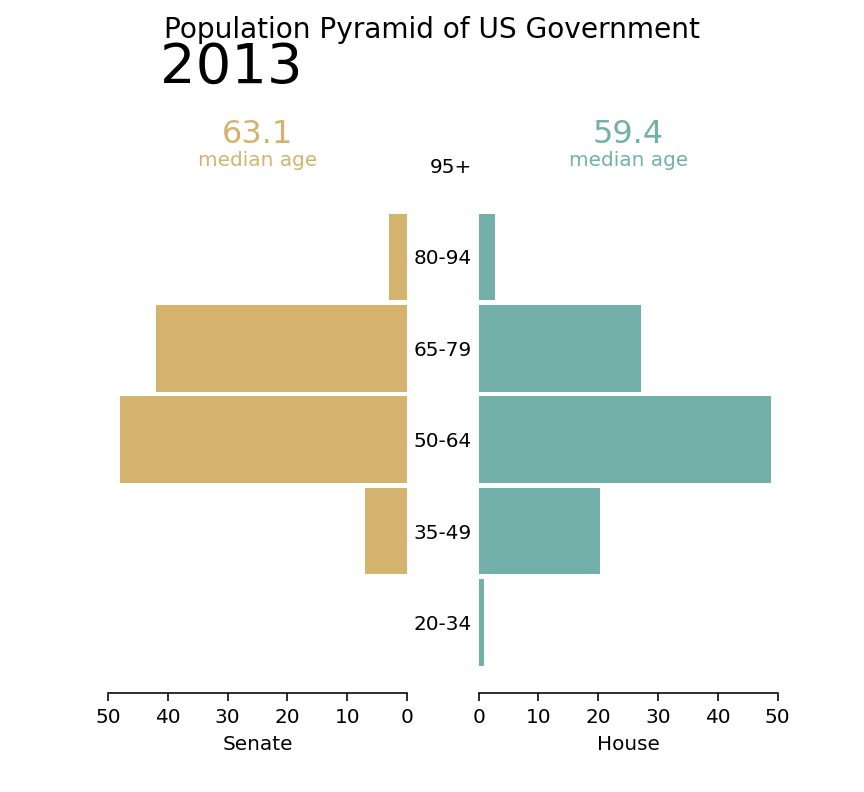 Population Pyramid of US Government
2013
63.1
median age
59.4
median age
95+
80-94
65-79
50-64
35-49
20-34
50 40 30 20 10 0
0 10 20 30 40 50
Senate
House